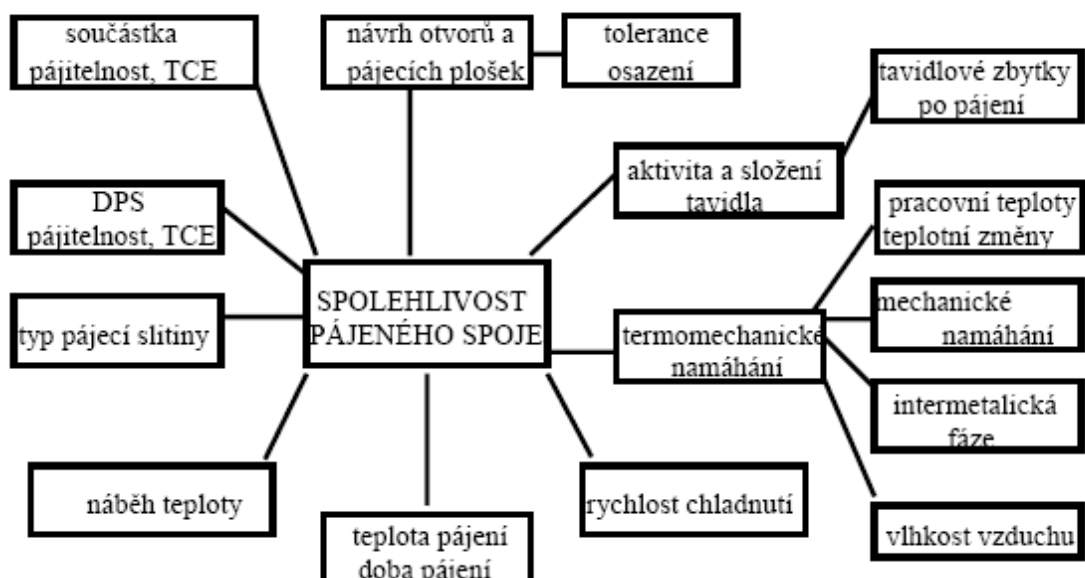 součástka
pájitelnost, TCE
návrh otvorů a
pájecích plošek
tolerance
osazení
tavidlové zbytky
po pájení
aktivita a složení
tavidla
DPS
pájitelnost, TCE
pracovní teploty
teplotní změny
SPOLEHLIVOST
PÁJENÉHO SPOJE
typ pájecí slitiny
termomechanické
namáhání
mechanické
namáhání
intermetalická
fáze
náběh teploty
teplota pájení
doba pájení
rychlost chladnutí
vlhkost vzduchu